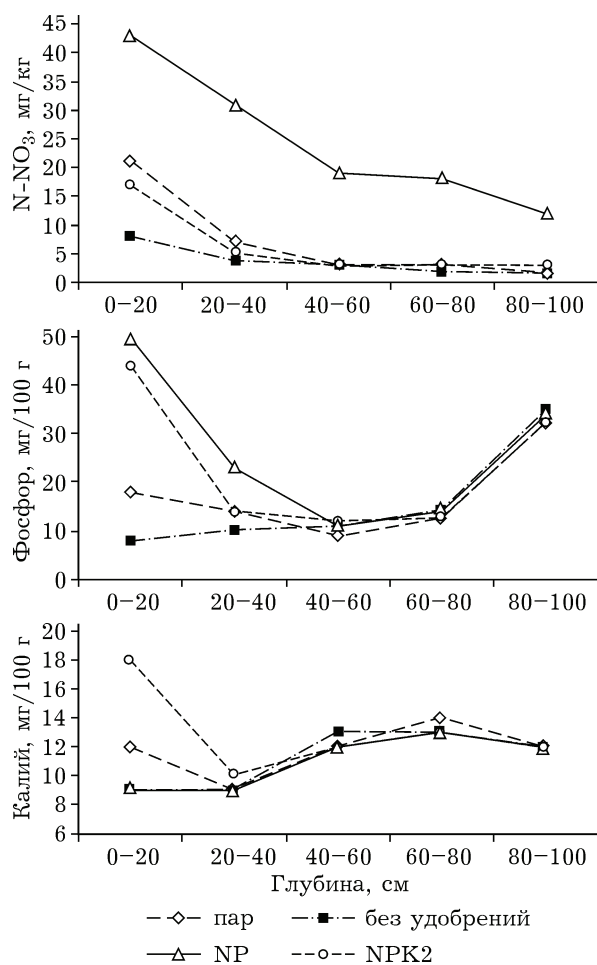 N-NO3, мг/кг
45
40
35
30
25
20
15
10
5
0
0-20 20-40 40-60 60-80 80-100
Фосфор, мг/100 г
50
40
30
20
10
0
0-20 20-40 40-60 60-80 80-100
Калий, мг/100 г
20
18
16
14
12
10
8
6
0-20 20-40 40-60 60-80 80-100
Глубина, см
пар без удобрений
NP NPK2